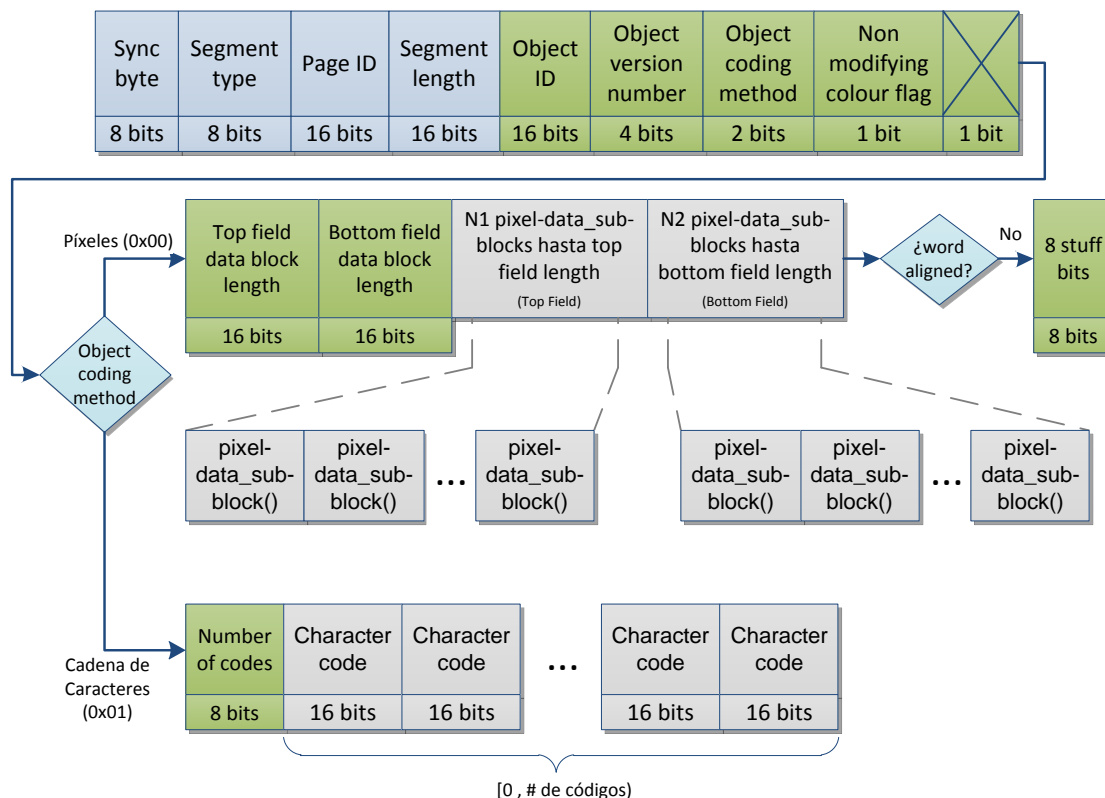 Sync byte
Segment type
Page ID
Segment length
Object ID
Object version number
Object coding method
Non modifying colour flag
8 bits
8 bits
16 bits
16 bits
16 bits
4 bits
2 bits
1 bit
1 bit
Píxeles (0x00)
Top field data block length
Bottom field data block length
N1 pixel-data_sub-blocks hasta top field length
(Top Field)
N2 pixel-data_sub-blocks hasta bottom field length
(Bottom Field)
¿word aligned?
No
8 stuff bits
16 bits
16 bits
8 bits
Object coding method
pixel-data_sub-block()
pixel-data_sub-block()
...
pixel-data_sub-block()
pixel-data_sub-block()
pixel-data_sub-block()
...
pixel-data_sub-block()
Cadena de Caracteres (0x01)
Number of codes
Character code
Character code
...
Character code
Character code
8 bits
16 bits
16 bits
16 bits
16 bits
[0 , # de códigos)